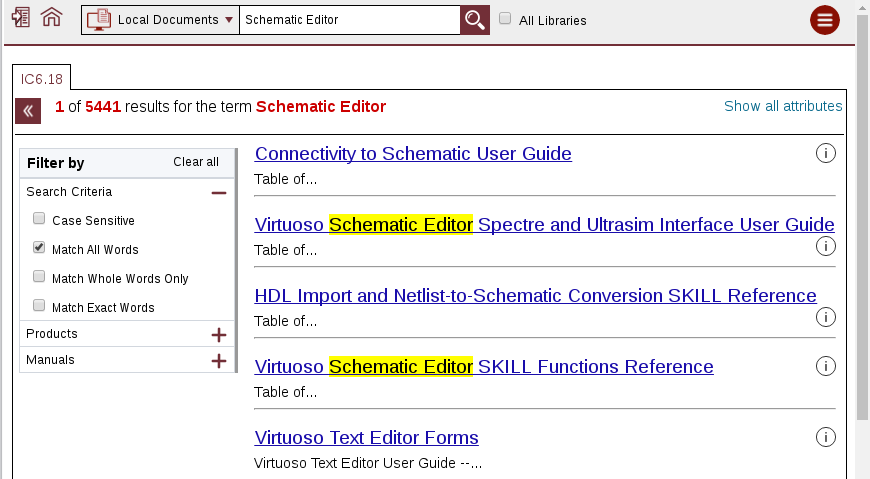 Local Documents Schematic Editor All Libraries
IC6.18
« 1 of 5441 results for the term Schematic Editor Show all attributes
Filter by Clear all
Search Criteria
Case Sensitive
Match All Words
Match Whole Words Only
Match Exact Words
Products
Manuals
Connectivity to Schematic User Guide
Table of...
Virtuoso Schematic Editor Spectre and Ultrasim Interface User Guide
Table of...
HDL Import and Netlist-to-Schematic Conversion SKILL Reference
Table of...
Virtuoso Schematic Editor SKILL Functions Reference
Table of...
Virtuoso Text Editor Forms
Virtuoso Text Editor User Guide --...